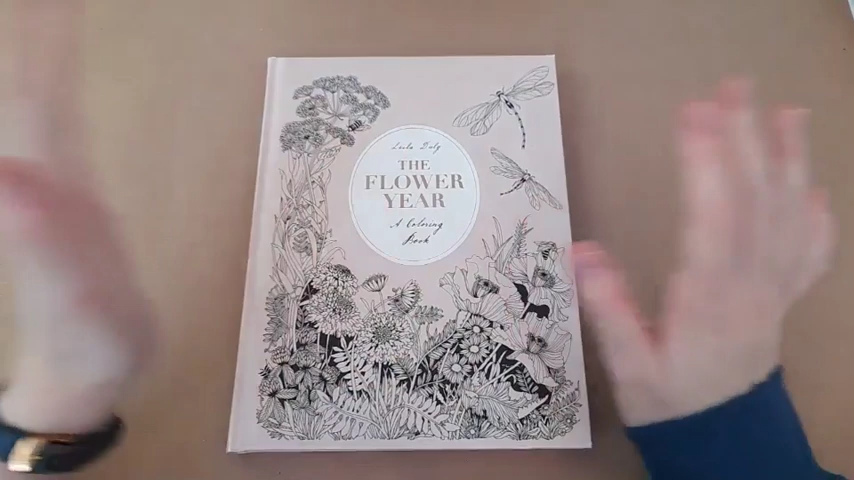 Leila Duly
THE
FLOWER
YEAR
A Coloring
Book